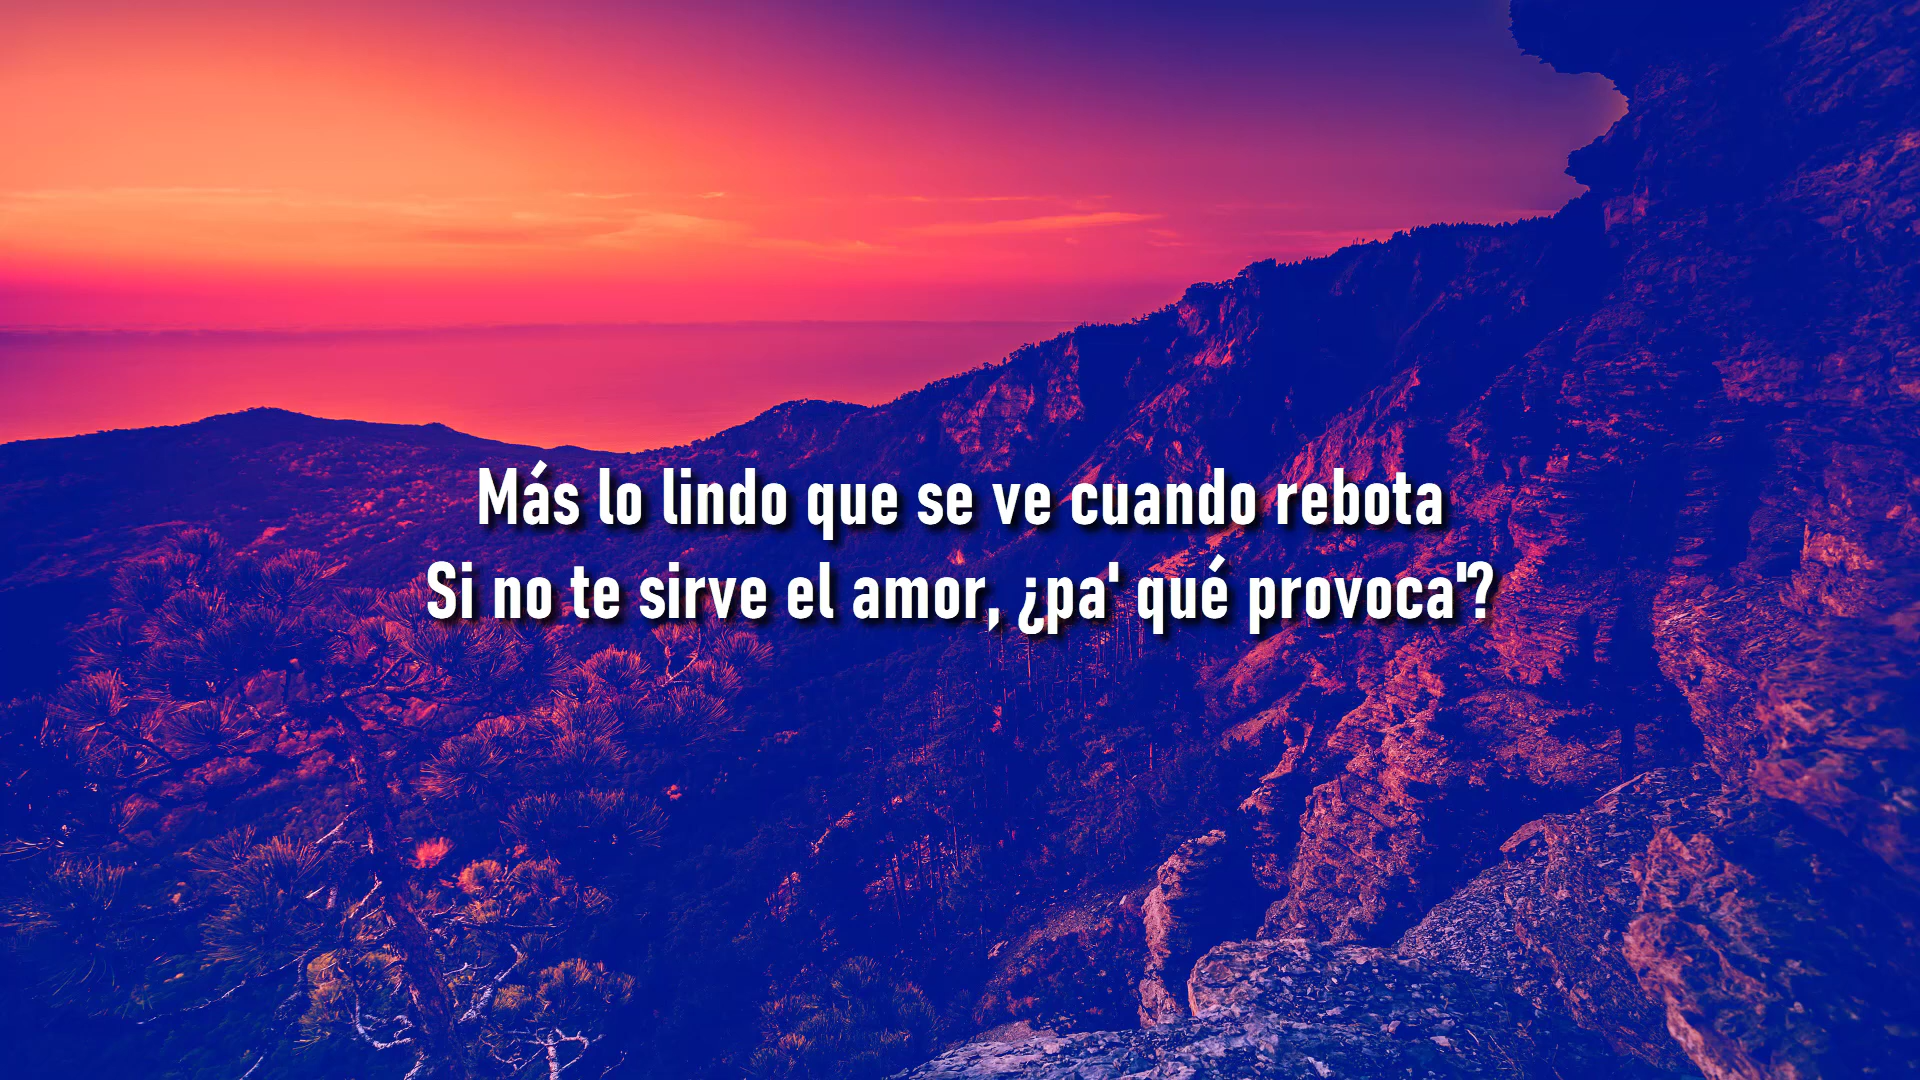 Más lo lindo que se ve cuando rebota
Si no te sirve el amor, ¿pa' qué provoca'?